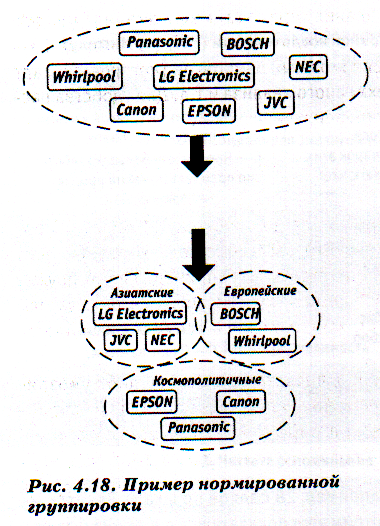 Panasonic BOSCH
Whirlpool LG Electronics NEC
Canon EPSON JVC
Азиатские Европейские
LG Electronics BOSCH
JVC NEC Whirlpool
Космополитичные
EPSON Canon
Panasonic
Рис. 4.18. Пример нормированной
группировки